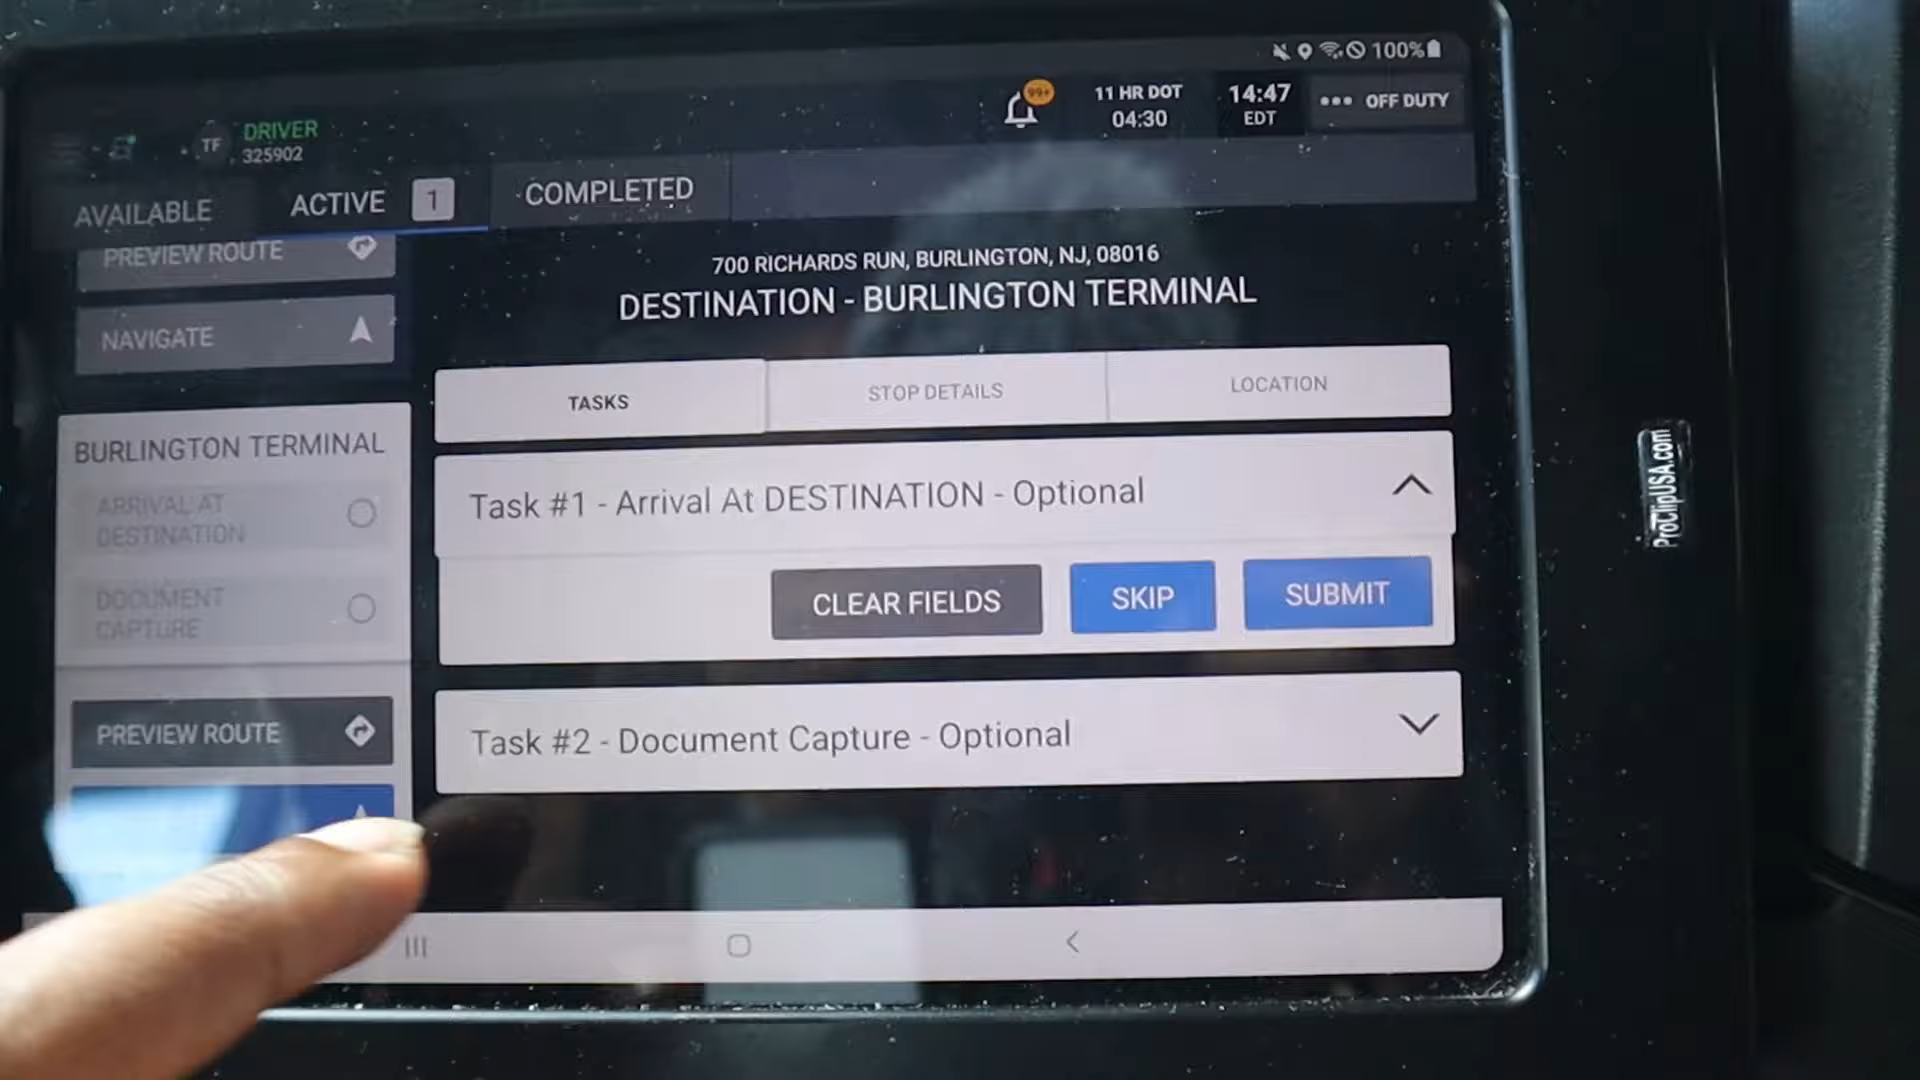 100%
99+
11 HR DOT
04:30
14:47
EDT
OFF DUTY
TF
DRIVER
325902
AVAILABLE
ACTIVE
1
COMPLETED
PREVIEW ROUTE
NAVIGATE
700 RICHARDS RUN, BURLINGTON, NJ, 08016
DESTINATION - BURLINGTON TERMINAL
TASKS
STOP DETAILS
LOCATION
BURLINGTON TERMINAL
ARRIVAL AT
DESTINATION
DOCUMENT
CAPTURE
PREVIEW ROUTE
Task #1 - Arrival At DESTINATION - Optional
CLEAR FIELDS
SKIP
SUBMIT
Task #2 - Document Capture - Optional
ProClipUSA.com